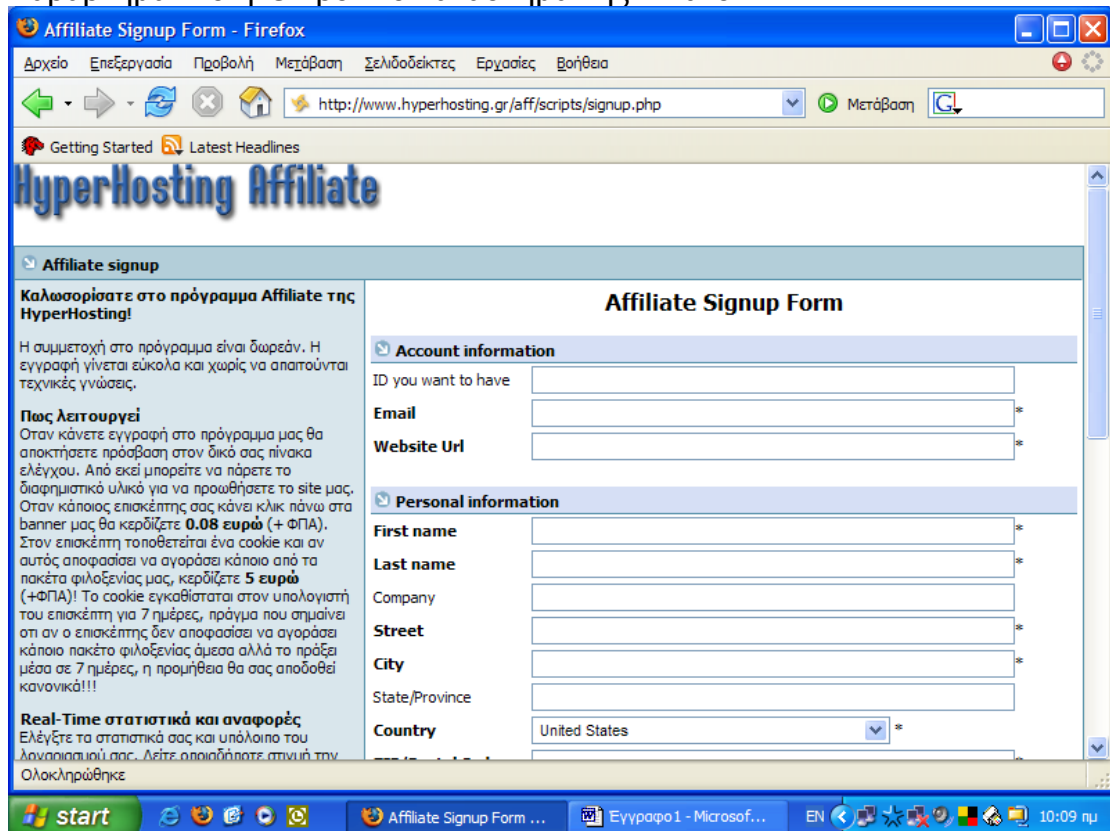 Affiliate Signup Form - Firefox
Αρχείο Επεξεργασία Προβολή Μετάβαση Σελιδοδείκτες Εργασίες Βοήθεια
http://www.hyperhosting.gr/aff/scripts/signup.php Μετάβαση G
Getting Started Latest Headlines
HyperHosting Affiliate
Affiliate signup
Καλωσορίσατε στο πρόγραμμα Affiliate της
HyperHosting!
Η συμμετοχή στο πρόγραμμα είναι δωρεάν. Η
εγγραφή γίνεται εύκολα και χωρίς να απαιτούνται
τεχνικές γνώσεις.
Πως λειτουργεί
Οταν κάνετε εγγραφή στο πρόγραμμα μας θα
αποκτήσετε πρόσβαση στον δικό σας πίνακα
ελέγχου. Από εκεί μπορείτε να πάρετε το
διαφημιστικό υλικό για να προωθήσετε το site μας.
Οταν κάποιος επισκέπτης σας κάνει κλικ πάνω στα
banner μας θα κερδίζετε 0.08 ευρώ (+ ΦΠΑ).
Στον επισκέπτη τοποθετείται ένα cookie και αν
αυτός αποφασίσει να αγοράσει κάποιο από τα
πακέτα φιλοξενίας μας, κερδίζετε 5 ευρώ
(+ΦΠΑ)! Το cookie εγκαθίσταται στον υπολογιστή
του επισκέπτη για 7 ημέρες, πράγμα που σημαίνει
οτι αν ο επισκέπτης δεν αποφασίσει να αγοράσει
κάποιο πακέτο φιλοξενίας άμεσα αλλά το πράξει
μέσα σε 7 ημέρες, η προμήθεια θα σας αποδοθεί
κανονικά!!!
Real-Time στατιστικά και αναφορές
Ελέγξτε τα στατιστικά σας και υπόλοιπο του
λογαριασμού σας. Δείτε οποιαδήποτε στιγμή την
Affiliate Signup Form
Account information
ID you want to have
Email *
Website Url *
Personal information
First name *
Last name *
Company
Street *
City *
State/Province
Country United States *
Ολοκληρώθηκε
start Affiliate Signup Form ... Έγγραφο1 - Microsof... EN 10:09 πμ